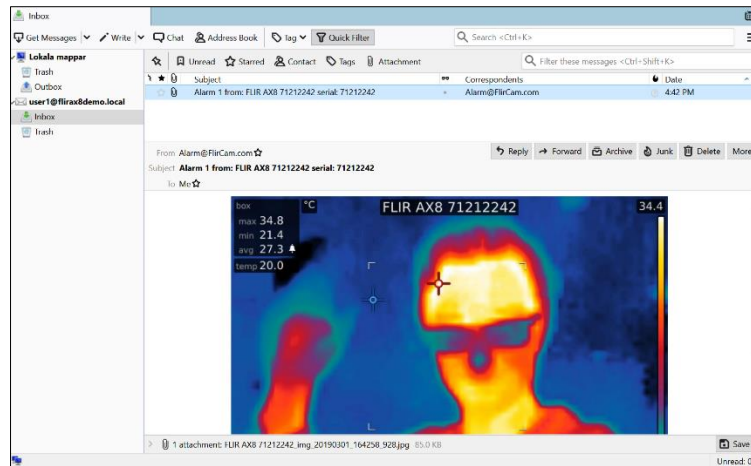 Inbox
Get Messages Write Chat Address Book Tag Quick Filter Search <Ctrl+K>
Lokala mappar
Trash
Outbox
user1@flirax8demo.local
Inbox
Trash
Unread Starred Contact Tags Attachment Filter these messages <Ctrl+Shift+K>
Subject Correspondents Date
Alarm 1 from: FLIR AX8 71212242 serial: 71212242 Alarm@FlirCam.com 4:42 PM
From Alarm@FlirCam.com Reply Forward Archive Junk Delete More
Subject Alarm 1 from: FLIR AX8 71212242 serial: 71212242
To Me
box °C FLIR AX8 71212242 34.4
max 34.8
min 21.4
avg 27.3
temp 20.0
1 attachment: FLIR AX8 71212242_img_20190301_164258_928.jpg 85.0 KB Save
Unread: 0